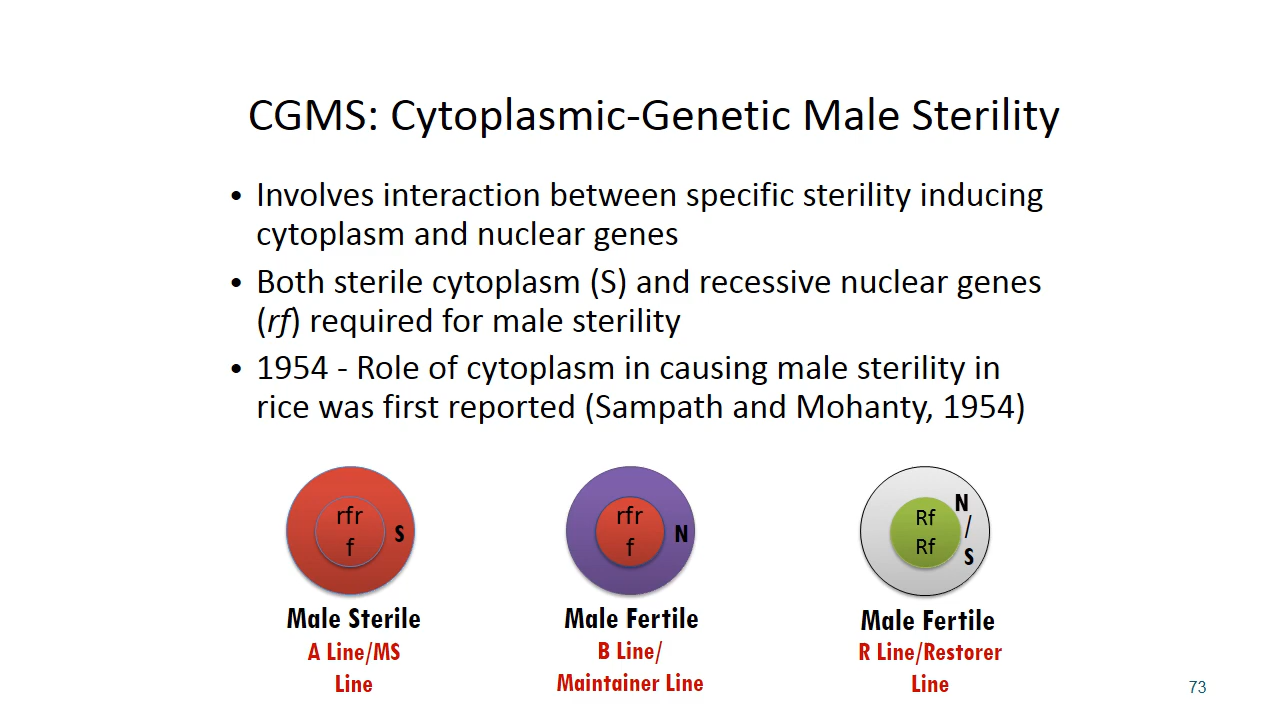 CGMS: Cytoplasmic-Genetic Male Sterility
• Involves interaction between specific sterility inducing
cytoplasm and nuclear genes
• Both sterile cytoplasm (S) and recessive nuclear genes
(rf) required for male sterility
• 1954 - Role of cytoplasm in causing male sterility in
rice was first reported (Sampath and Mohanty, 1954)
rfr
f
S
Male Sterile
A Line/MS
Line
rfr
f
N
Male Fertile
B Line/
Maintainer Line
Rf
Rf
N
/
S
Male Fertile
R Line/Restorer
Line
73